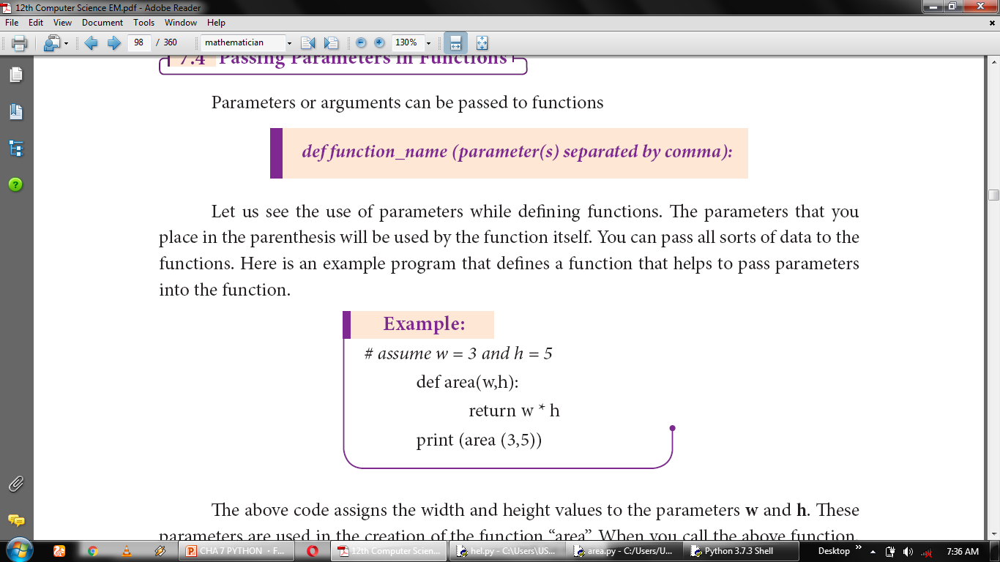 12th Computer Science EM.pdf - Adobe Reader
File Edit View Document Tools Window Help
98 / 360 mathematician 130%
7.4 Passing Parameters in Functions
Parameters or arguments can be passed to functions
def function_name (parameter(s) separated by comma):
Let us see the use of parameters while defining functions. The parameters that you
place in the parenthesis will be used by the function itself. You can pass all sorts of data to the
functions. Here is an example program that defines a function that helps to pass parameters
into the function.
Example:
# assume w = 3 and h = 5
def area(w,h):
return w * h
print (area (3,5))
The above code assigns the width and height values to the parameters w and h. These
parameters are used in the creation of the function “area”. When you call the above function,
CHA 7 PYTHON - F... 12th Computer Scien... hel.py - C:\Users\US... area.py - C:/Users/U... Python 3.7.3 Shell Desktop 7:36 AM